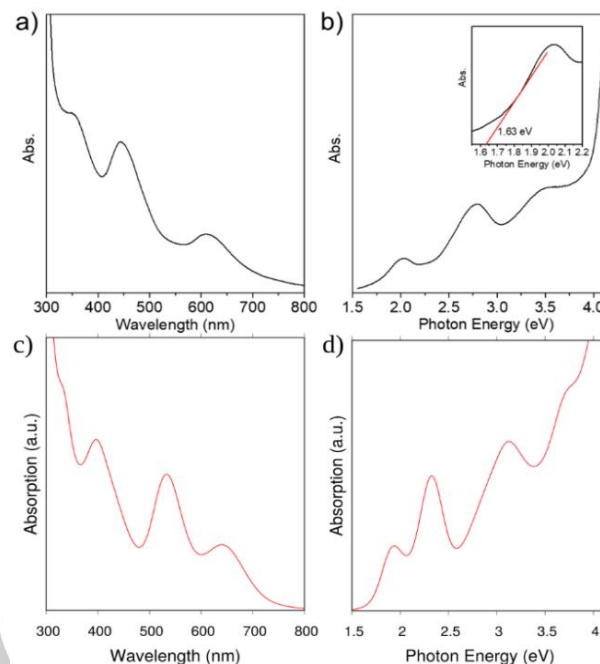 a)
Abs.
300 400 500 600 700 800
Wavelength (nm)
b)
Abs.
1.63 eV
1.6 1.7 1.8 1.9 2.0 2.1 2.2
Photon Energy (eV)
1.5 2.0 2.5 3.0 3.5 4.0
Photon Energy (eV)
c)
Absorption (a.u.)
300 400 500 600 700 800
Wavelength (nm)
d)
Absorption (a.u.)
1.5 2 2.5 3 3.5 4
Photon Energy (eV)